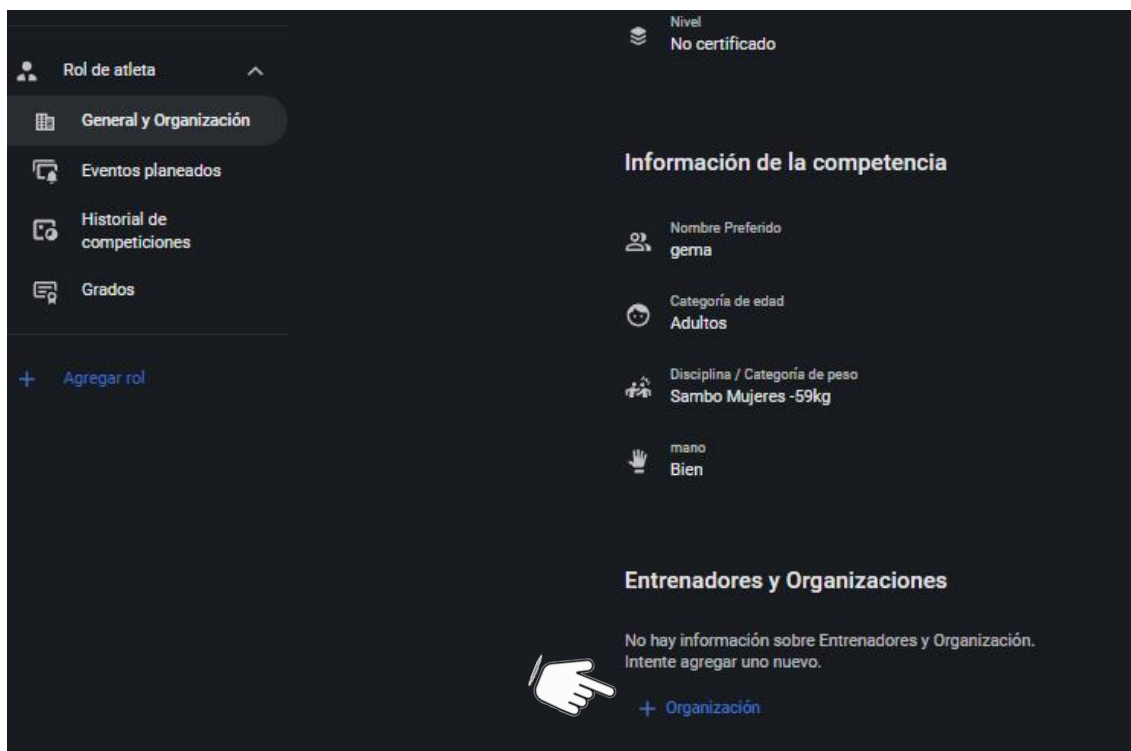 Rol de atleta
General y Organización
Eventos planeados
Historial de
competiciones
Grados
+ Agregar rol
Nivel
No certificado
Información de la competencia
Nombre Preferido
gema
Categoría de edad
Adultos
Disciplina / Categoría de peso
Sambo Mujeres -59kg
mano
Bien
Entrenadores y Organizaciones
No hay información sobre Entrenadores y Organización.
Intente agregar uno nuevo.
+ Organización